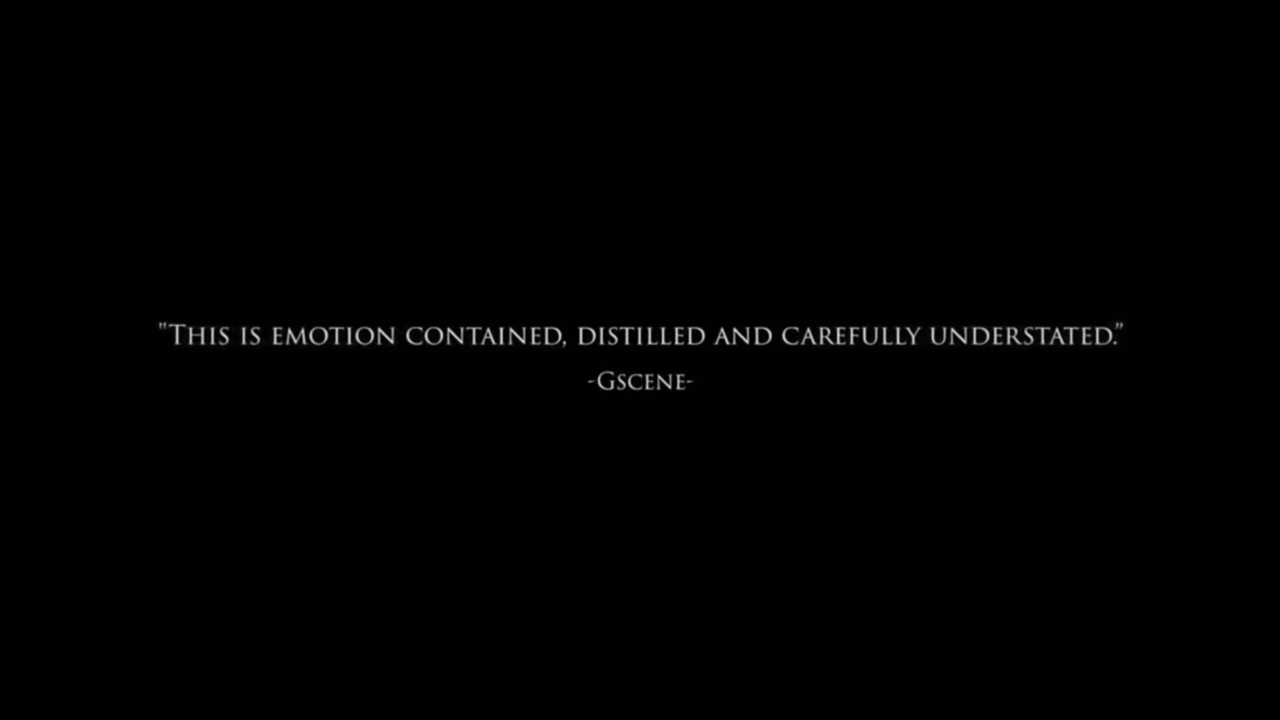 "This is emotion contained, distilled and carefully understated.”
-Gscene-